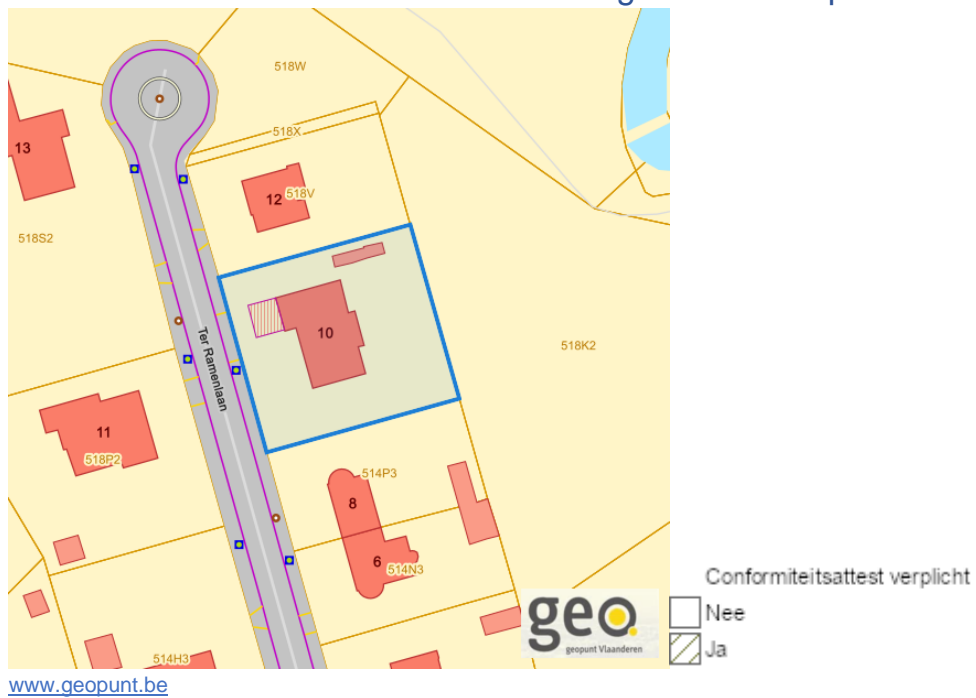 518W
518X
13
12
518V
518S2
10
Ter Ramenlaan
518K2
11
518P2
514P3
8
6
514N3
514H3
geo.
geopunt Vlaanderen
Conformiteitsattest verplicht
Nee
Ja
www.geopunt.be